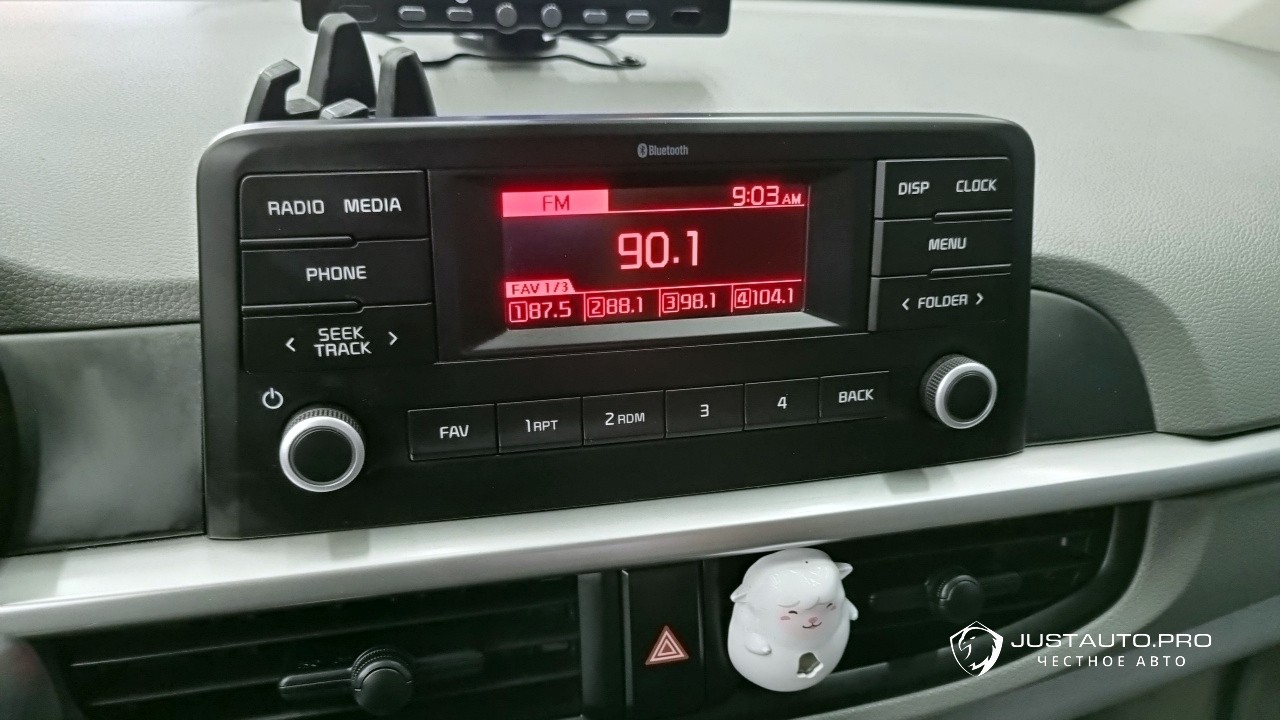 Bluetooth
RADIO MEDIA
PHONE
< SEEK TRACK >
FM 9:03 AM
90.1
FAV 1/3
1 87.5 2 88.1 3 98.1 4 104.1
DISP CLOCK
MENU
< FOLDER >
FAV 1 RPT 2 RDM 3 4 BACK
JUSTAUTO.PRO
ЧЕСТНОЕ АВТО